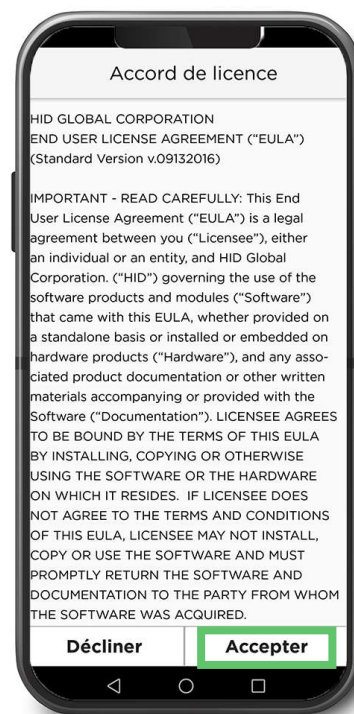 Accord de licence
HID GLOBAL CORPORATION
END USER LICENSE AGREEMENT (“EULA”)
(Standard Version v.09132016)
IMPORTANT - READ CAREFULLY: This End
User License Agreement (“EULA”) is a legal
agreement between you (“Licensee”), either
an individual or an entity, and HID Global
Corporation. (“HID”) governing the use of the
software products and modules (“Software”)
that came with this EULA, whether provided on
a standalone basis or installed or embedded on
hardware products (“Hardware”), and any asso-
ciated product documentation or other written
materials accompanying or provided with the
Software (“Documentation”). LICENSEE AGREES
TO BE BOUND BY THE TERMS OF THIS EULA
BY INSTALLING, COPYING OR OTHERWISE
USING THE SOFTWARE OR THE HARDWARE
ON WHICH IT RESIDES.  IF LICENSEE DOES
NOT AGREE TO THE TERMS AND CONDITIONS
OF THIS EULA, LICENSEE MAY NOT INSTALL,
COPY OR USE THE SOFTWARE AND MUST
PROMPTLY RETURN THE SOFTWARE AND
DOCUMENTATION TO THE PARTY FROM WHOM
THE SOFTWARE WAS ACQUIRED.
Décliner Accepter